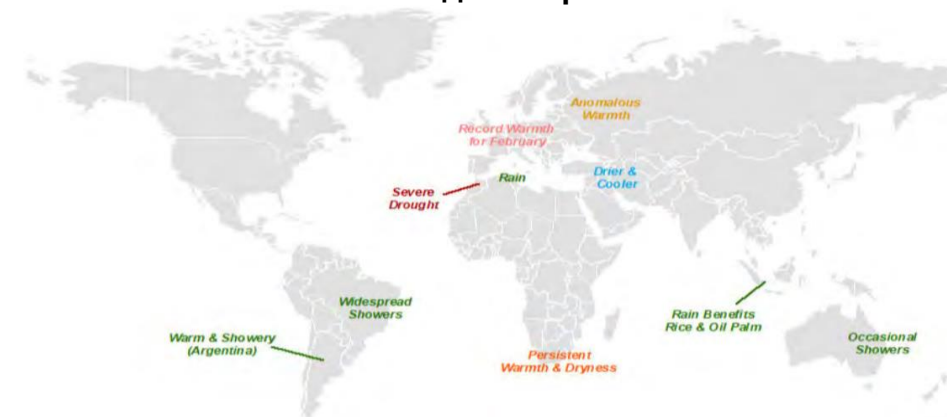 Anomalous
Warmth
Record Warmth
for February
Drier &
Cooler
Rain
Severe
Drought
Widespread
Showers
Rain Benefits
Rice & Oil Palm
Warm & Showery
(Argentina)
Occasional
Showers
Persistent
Warmth & Dryness